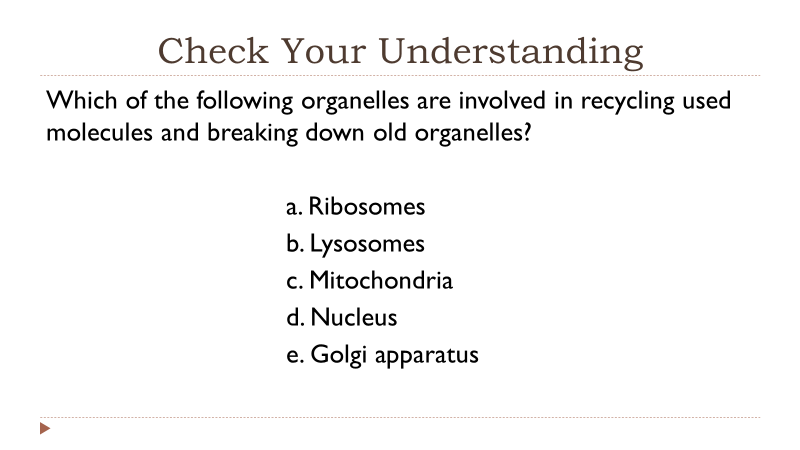 Check Your Understanding
Which of the following organelles are involved in recycling used
molecules and breaking down old organelles?
a. Ribosomes
b. Lysosomes
c. Mitochondria
d. Nucleus
e. Golgi apparatus